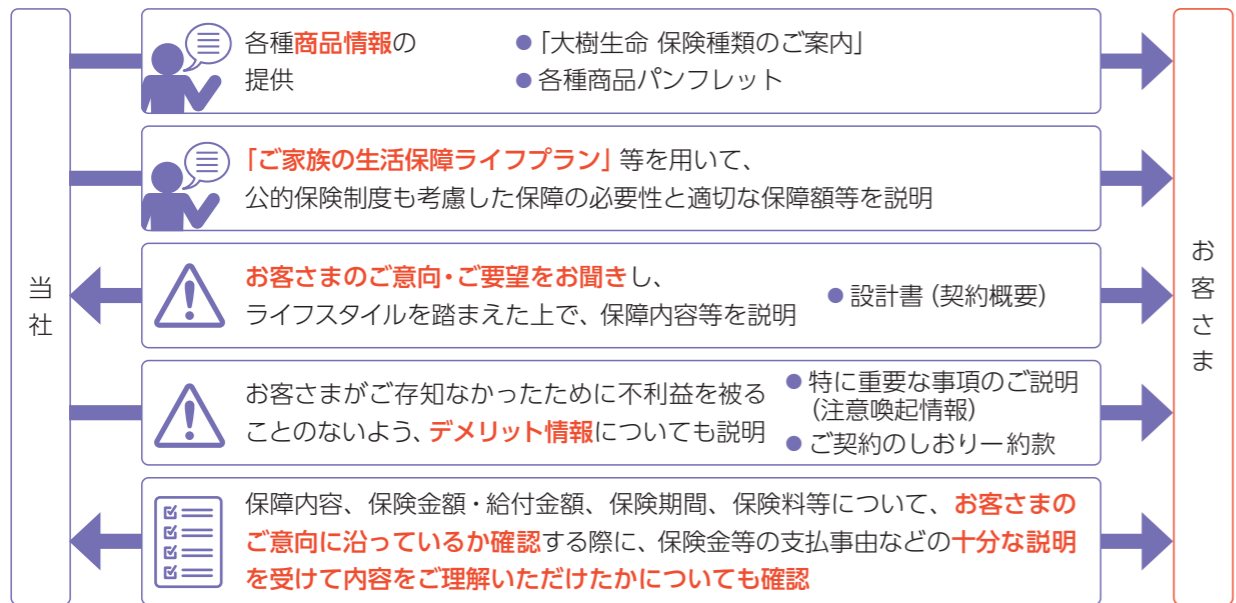 当社
各種商品情報の
提供
●「大樹生命 保険種類のご案内」
●各種商品パンフレット
「ご家族の生活保障ライフプラン」等を用いて、
公的保険制度も考慮した保障の必要性と適切な保障額等を説明
お客さまのご意向・ご要望をお聞きし、
ライフスタイルを踏まえた上で、保障内容等を説明
●設計書(契約概要)
お客さまがご存知なかったために不利益を被る
ことのないよう、デメリット情報についても説明
●特に重要な事項のご説明
(注意喚起情報)
●ご契約のしおりー約款
保障内容、保険金額・給付金額、保険期間、保険料等について、お客さまの
ご意向に沿っているか確認する際に、保険金等の支払事由などの十分な説明
を受けて内容をご理解いただけたかについても確認
お客さま